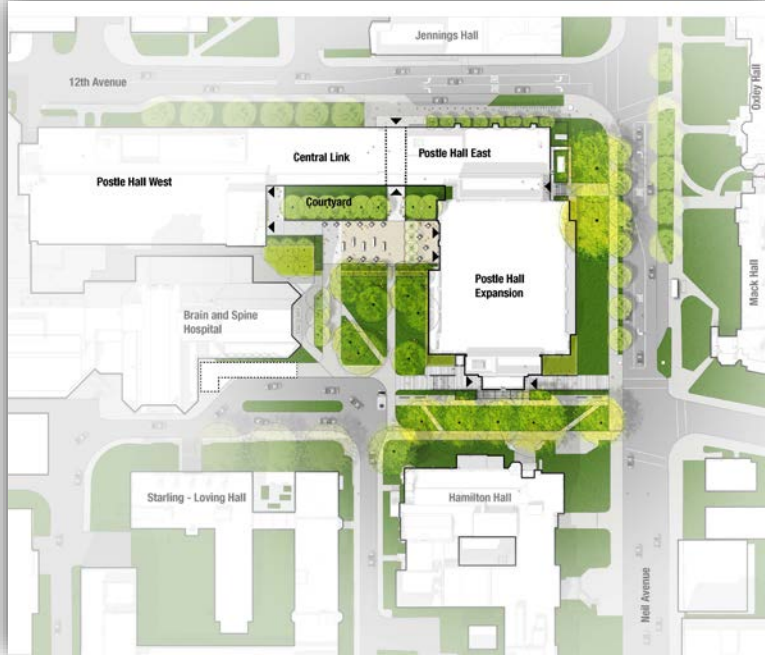 Jennings Hall
12th Avenue
Oxley Hall
Central Link
Postle Hall East
Postle Hall West
Courtyard
Postle Hall
Expansion
Mack Hall
Brain and Spine
Hospital
Starling - Loving Hall
Hamilton Hall
Neil Avenue